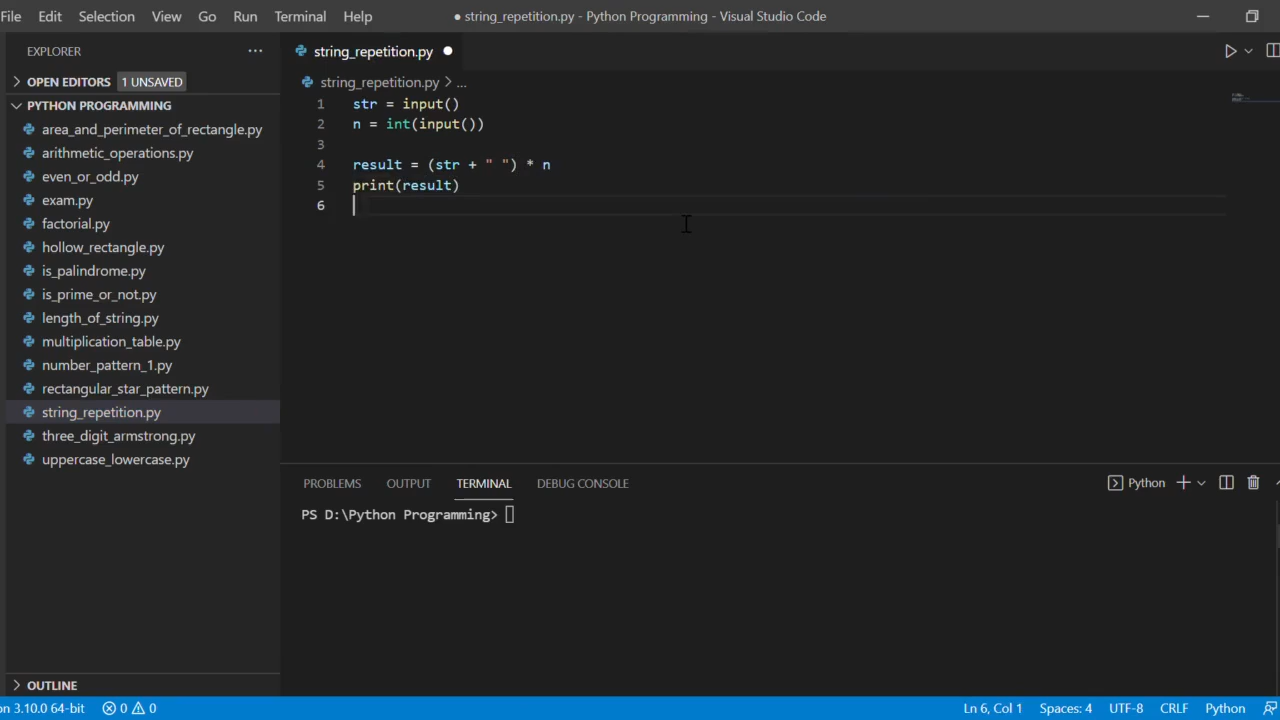 File Edit Selection View Go Run Terminal Help ● string_repetition.py - Python Programming - Visual Studio Code
EXPLORER ...
OPEN EDITORS 1 UNSAVED
PYTHON PROGRAMMING
area_and_perimeter_of_rectangle.py
arithmetic_operations.py
even_or_odd.py
exam.py
factorial.py
hollow_rectangle.py
is_palindrome.py
is_prime_or_not.py
length_of_string.py
multiplication_table.py
number_pattern_1.py
rectangular_star_pattern.py
string_repetition.py
three_digit_armstrong.py
uppercase_lowercase.py
OUTLINE
string_repetition.py ●
string_repetition.py > ...
1 str = input()
2 n = int(input())
3
4 result = (str + " ") * n
5 print(result)
6
PROBLEMS OUTPUT TERMINAL DEBUG CONSOLE Python
PS D:\Python Programming>
on 3.10.0 64-bit 0 0 Ln 6, Col 1 Spaces: 4 UTF-8 CRLF Python